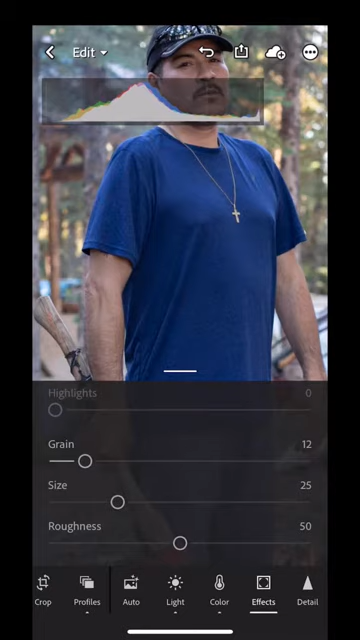 Edit
Highlights 0
Grain 12
Size 25
Roughness 50
Crop Profiles Auto Light Color Effects Detail